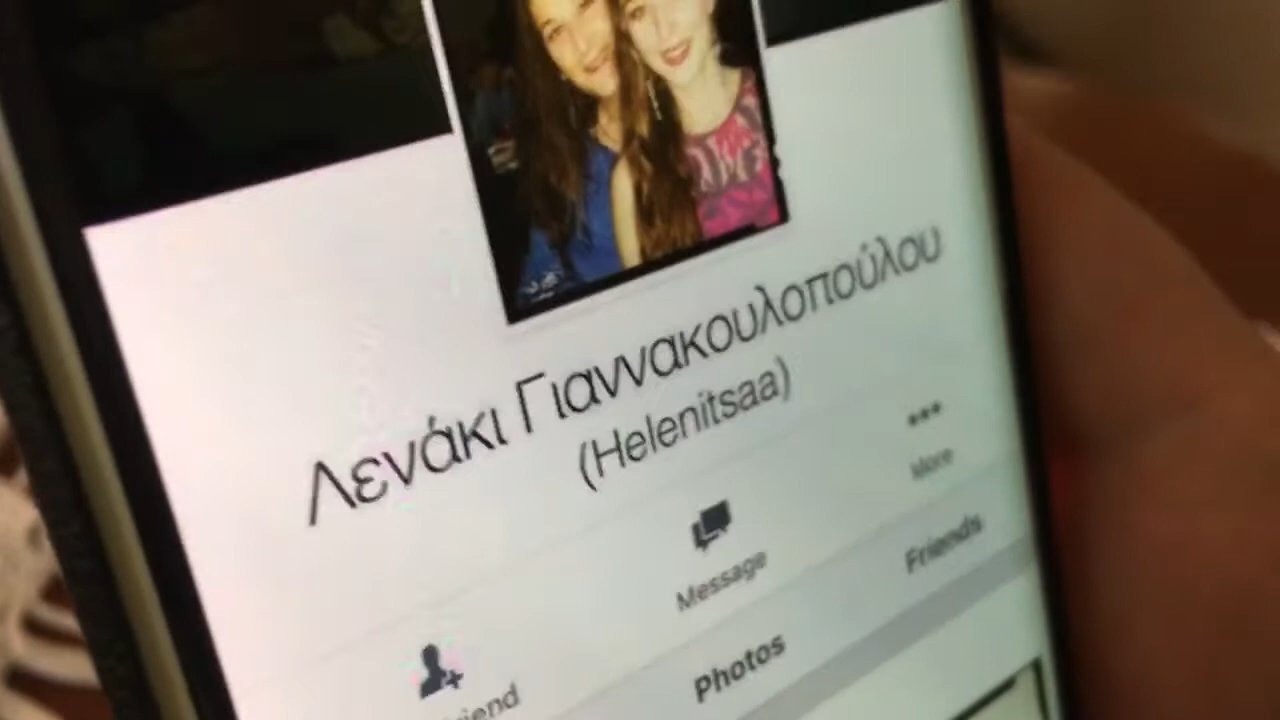 Λενάκι Γιαννακουλοπούλου
(Helenitsaa)
More
Message
Friends
Photos